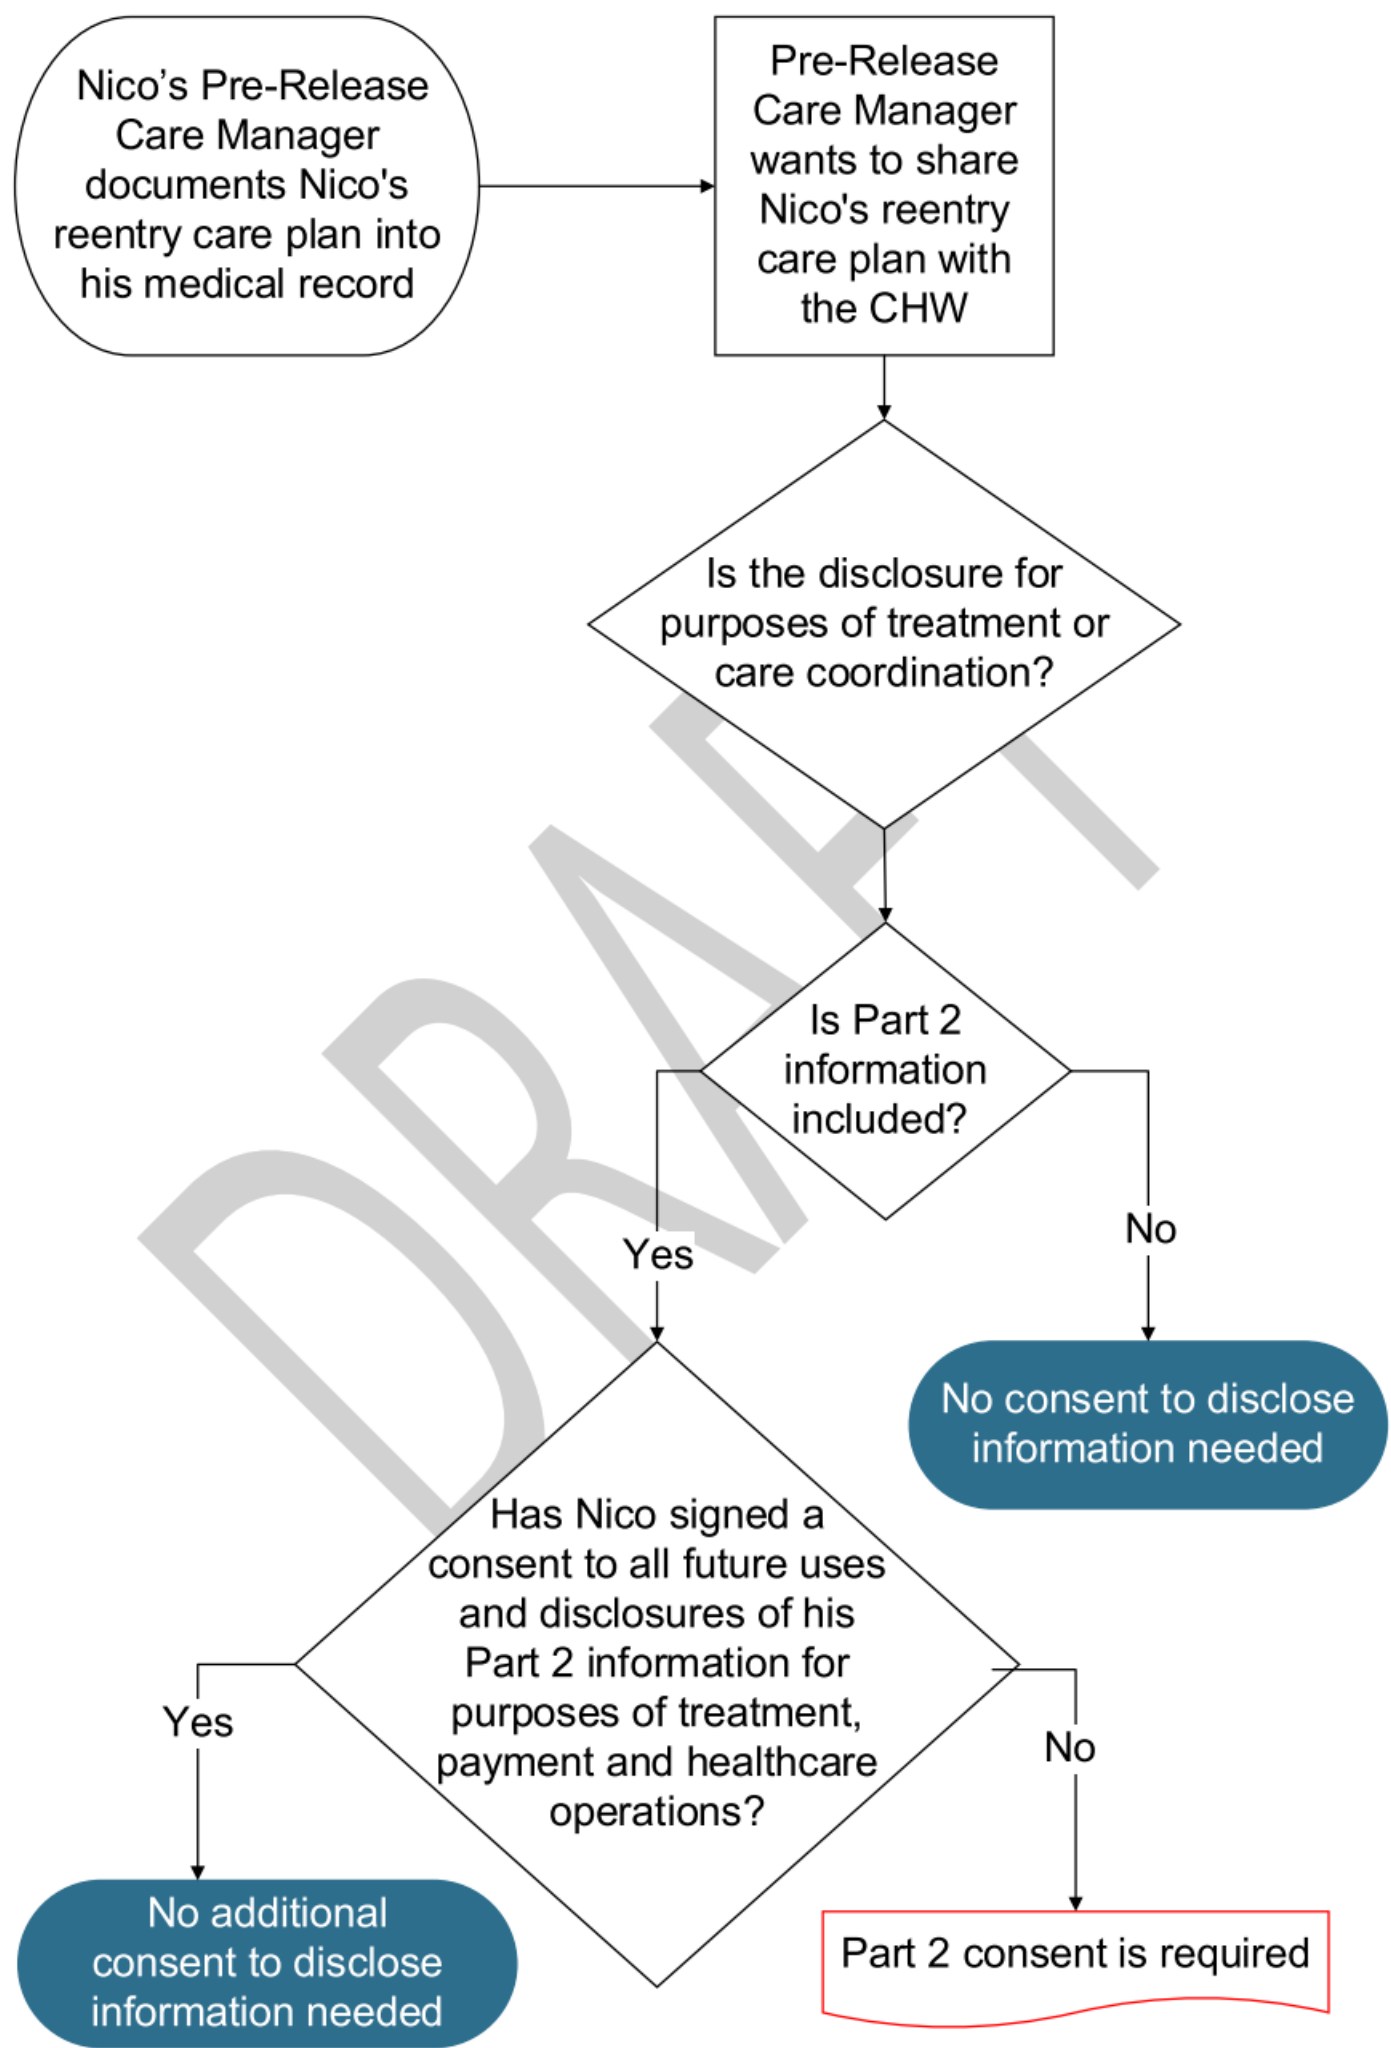 Nico’s Pre-Release
Care Manager
documents Nico's
reentry care plan into
his medical record
Pre-Release
Care Manager
wants to share
Nico's reentry
care plan with
the CHW
Is the disclosure for
purposes of treatment or
care coordination?
DRAFT
Is Part 2
information
included?
Yes
No
No consent to disclose
information needed
Has Nico signed a
consent to all future uses
and disclosures of his
Part 2 information for
purposes of treatment,
payment and healthcare
operations?
Yes
No
No additional
consent to disclose
information needed
Part 2 consent is required